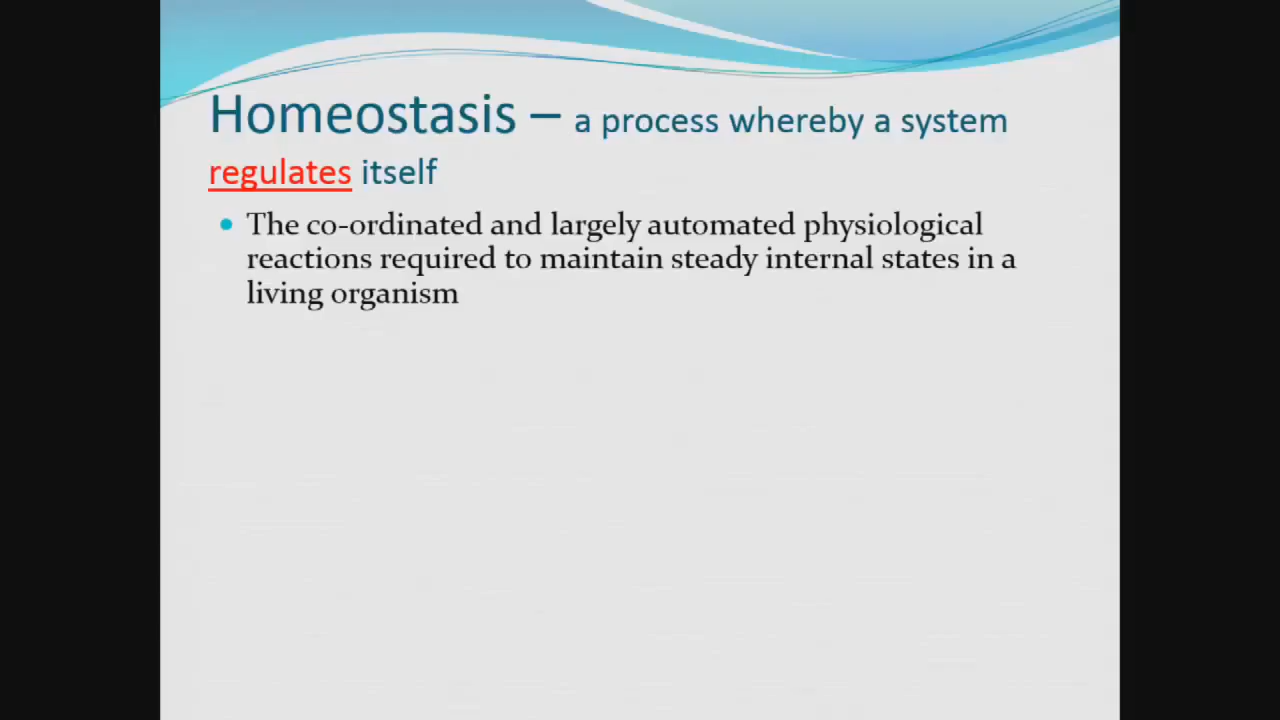 Homeostasis – a process whereby a system
regulates itself
The co-ordinated and largely automated physiological
reactions required to maintain steady internal states in a
living organism